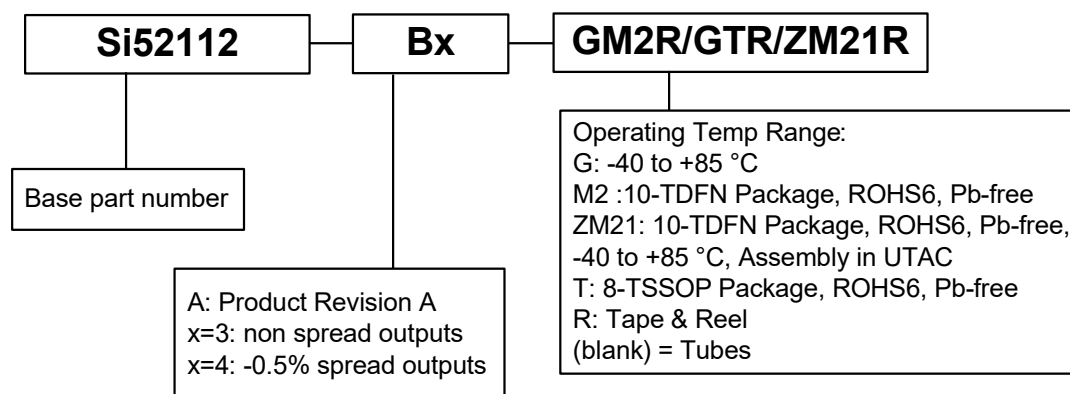 Si52112
Bx
GM2R/GTR/ZM21R
Base part number
A: Product Revision A
x=3: non spread outputs
x=4: -0.5% spread outputs
Operating Temp Range:
G: -40 to +85 °C
M2 :10-TDFN Package, ROHS6, Pb-free
ZM21: 10-TDFN Package, ROHS6, Pb-free,
-40 to +85 °C, Assembly in UTAC
T: 8-TSSOP Package, ROHS6, Pb-free
R: Tape & Reel
(blank) = Tubes